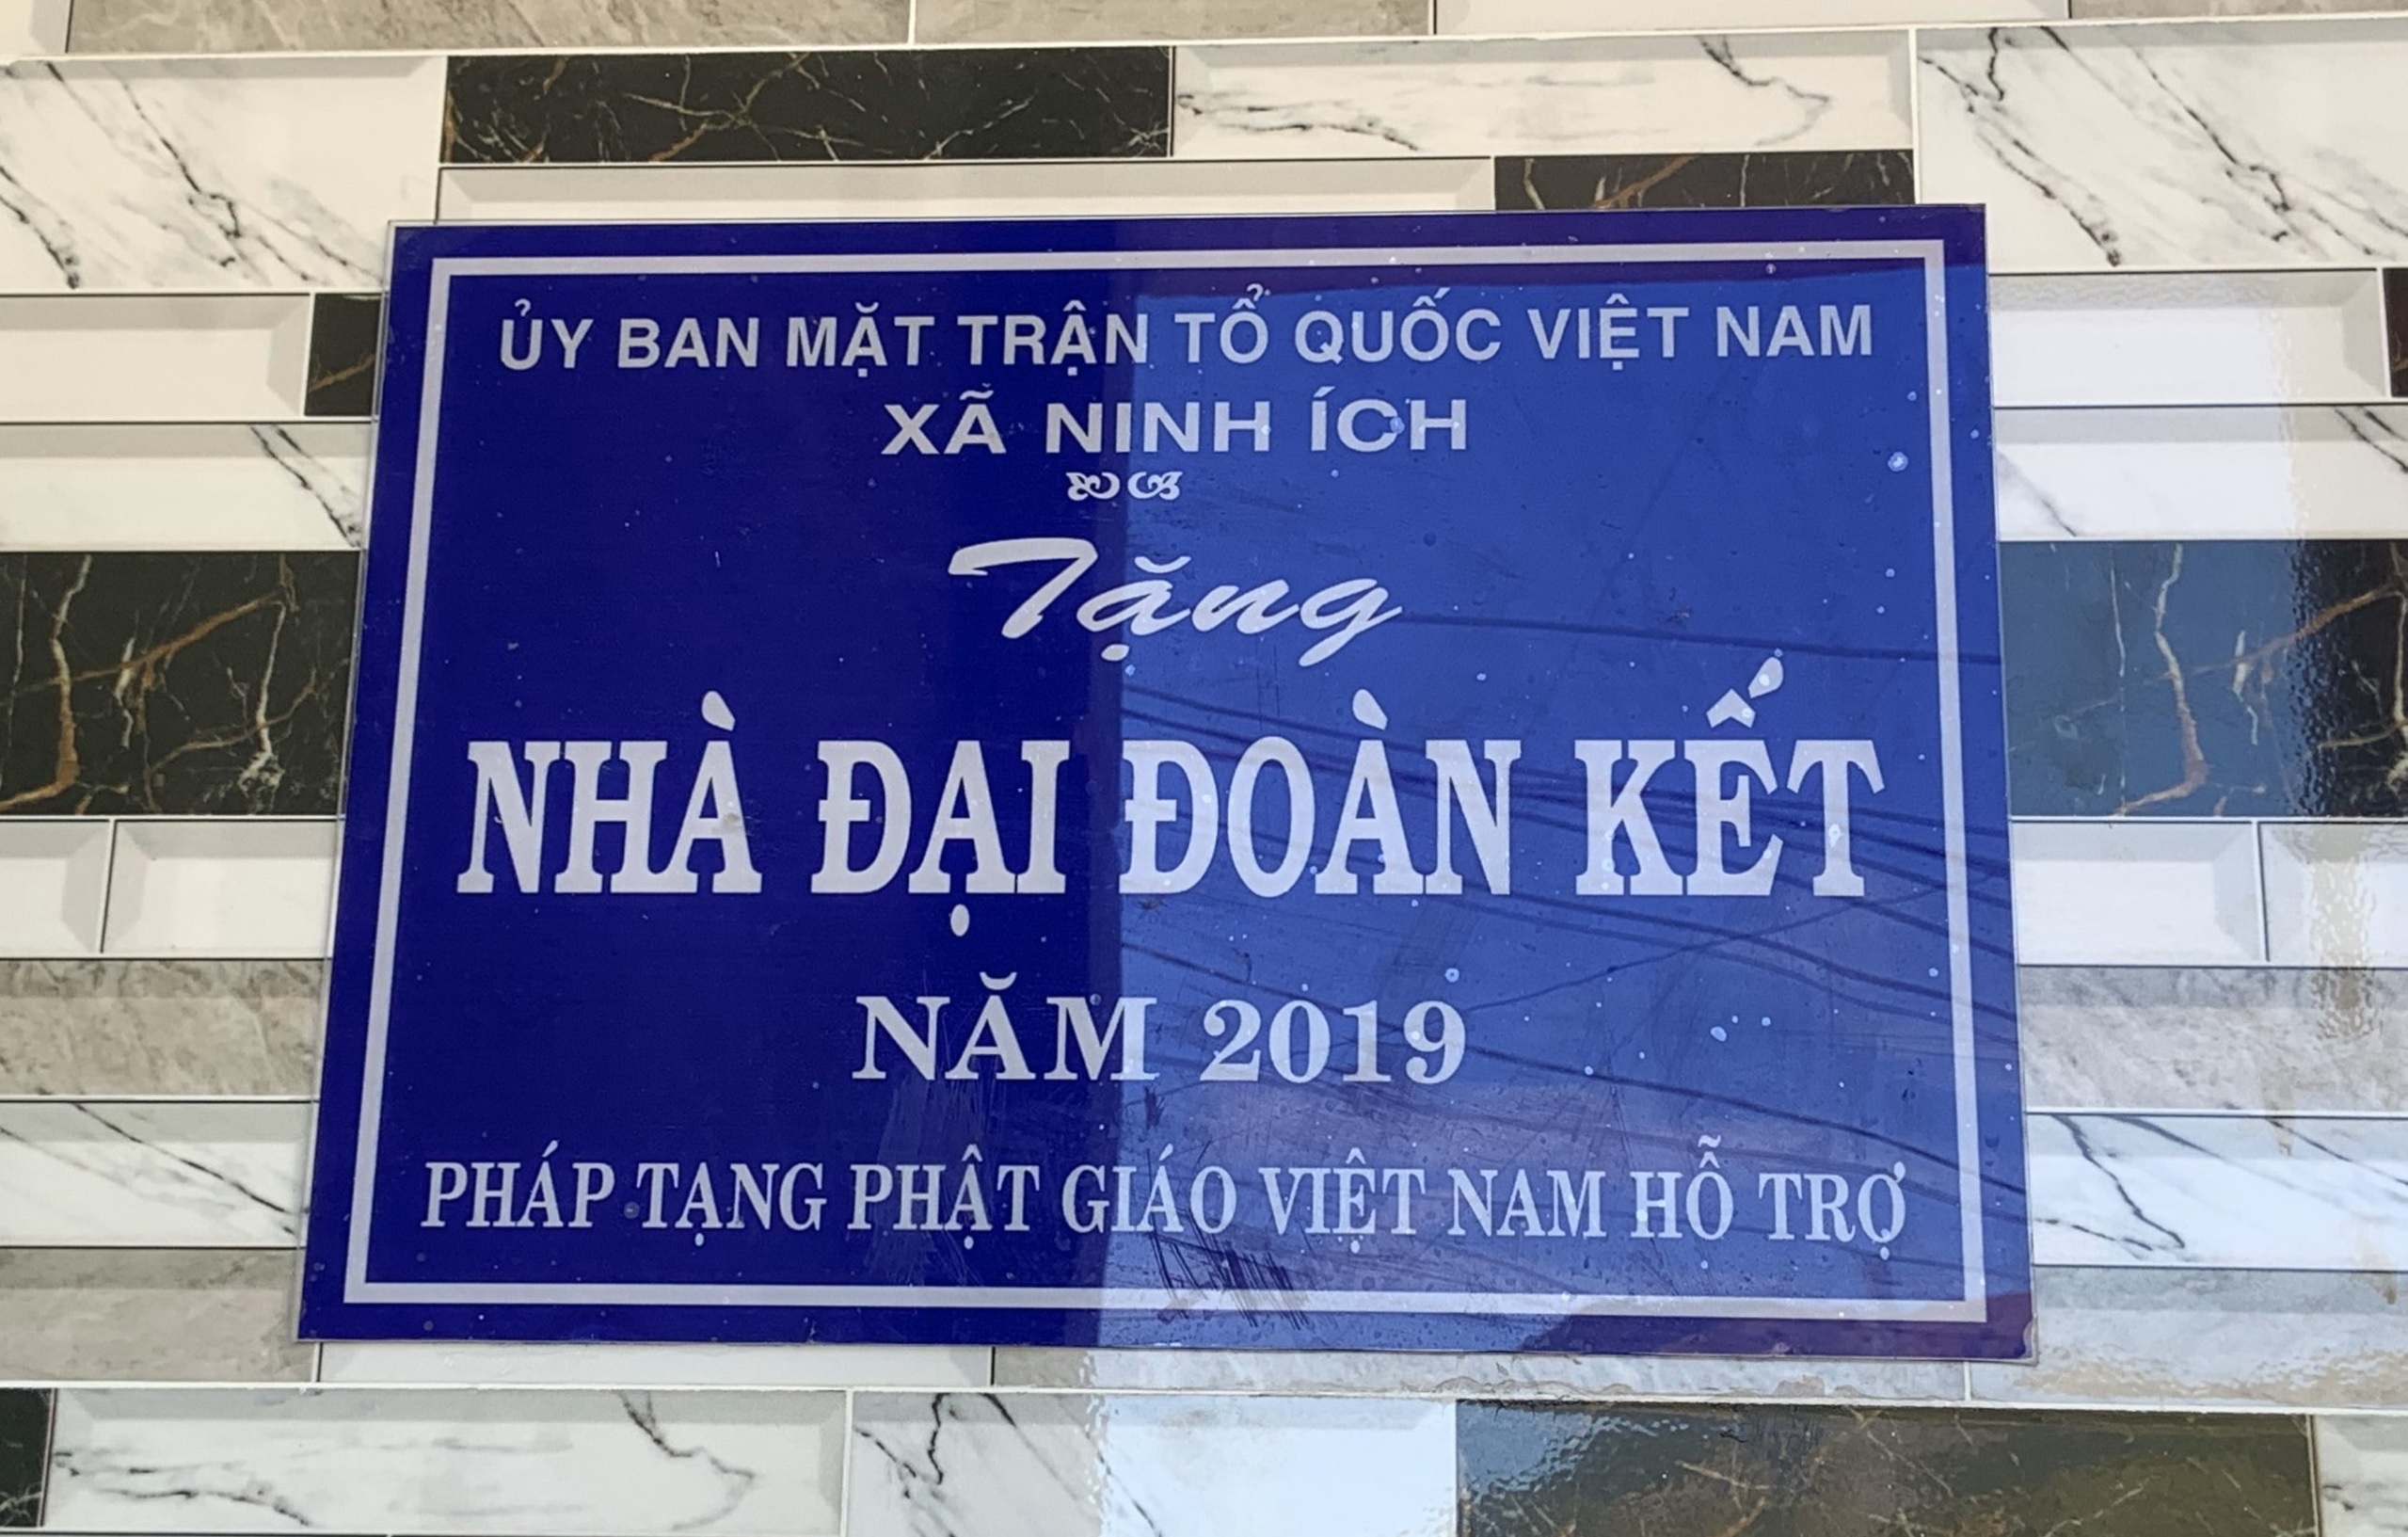 ỦY BAN MẶT TRẬN TỔ QUỐC VIỆT NAM
XÃ NINH ÍCH
Tặng
NHÀ ĐẠI ĐOÀN KẾT
NĂM 2019
PHÁP TẠNG PHẬT GIÁO VIỆT NAM HỖ TRỢ